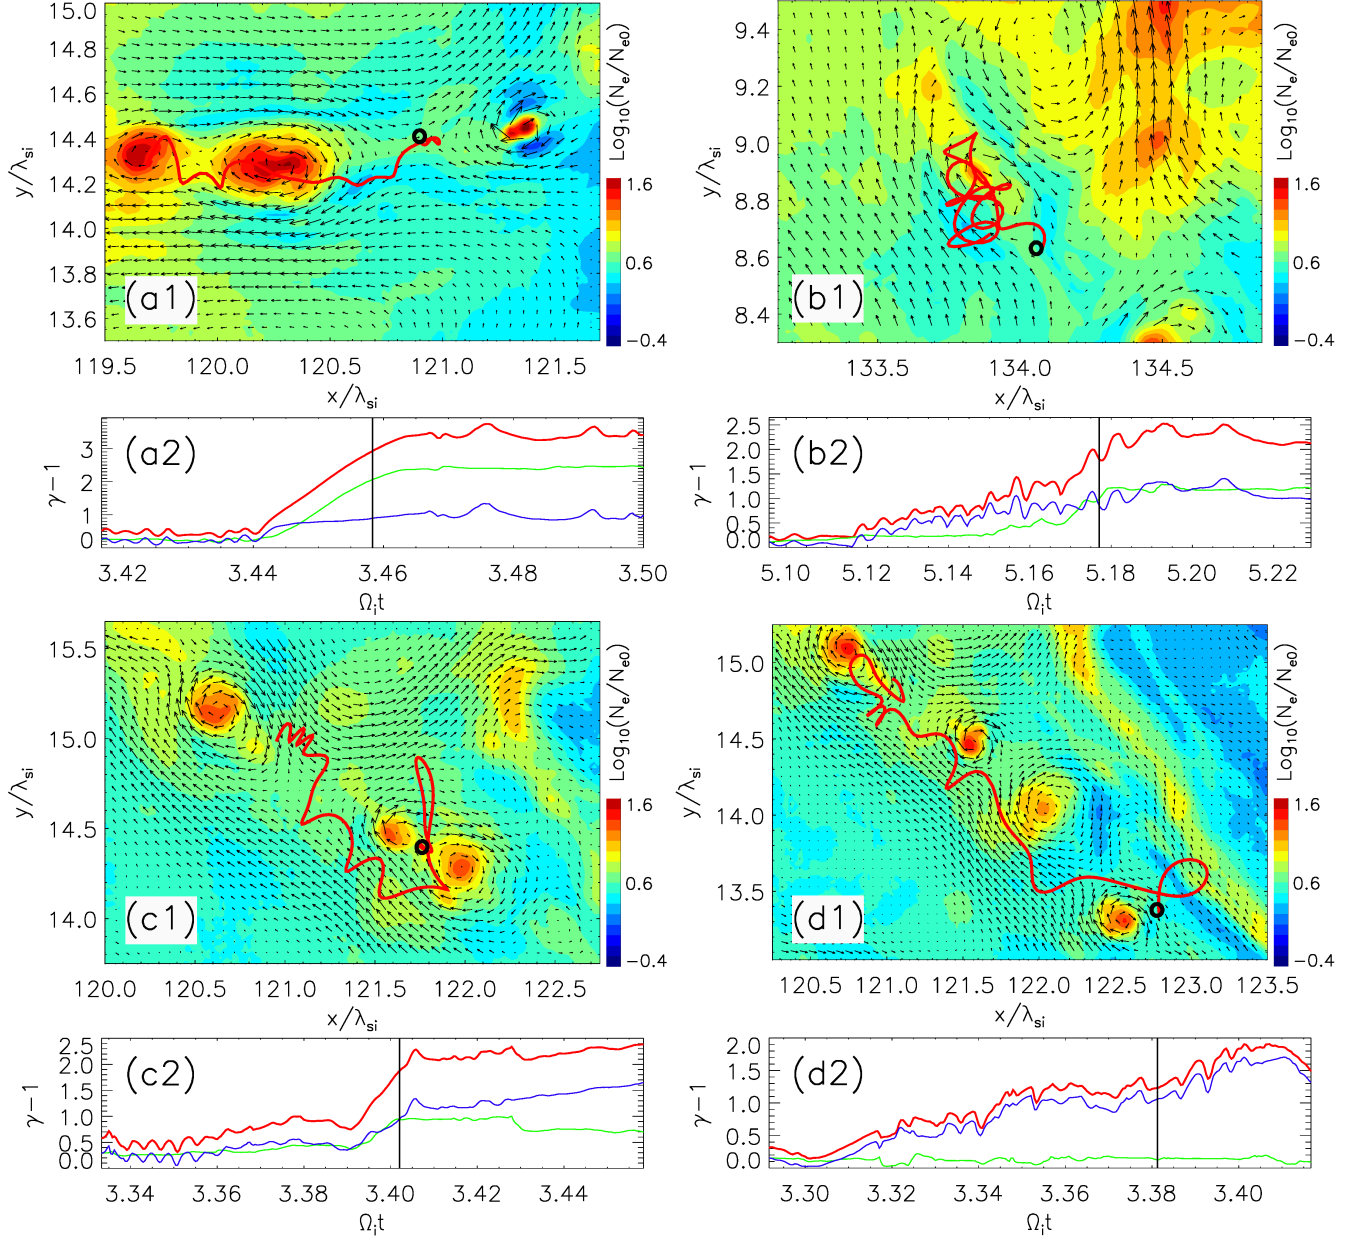 15.0
14.8
14.6
14.4
14.2
14.0
13.8
13.6
y/λsi
(a1)
119.5 120.0 120.5 121.0 121.5
x/λsi
Log10(Ne/Ne0)
1.6
0.6
−0.4
9.4
9.2
9.0
8.8
8.6
8.4
y/λsi
(b1)
133.5 134.0 134.5
x/λsi
Log10(Ne/Ne0)
1.6
0.6
−0.4
3
2
1
0
γ−1
(a2)
3.42 3.44 3.46 3.48 3.50
Ωit
2.5
2.0
1.5
1.0
0.5
0.0
γ−1
(b2)
5.10 5.12 5.14 5.16 5.18 5.20 5.22
Ωit
15.5
15.0
14.5
14.0
y/λsi
(c1)
120.0 120.5 121.0 121.5 122.0 122.5
x/λsi
Log10(Ne/Ne0)
1.6
0.6
−0.4
15.0
14.5
14.0
13.5
y/λsi
(d1)
120.5 121.0 121.5 122.0 122.5 123.0 123.5
x/λsi
Log10(Ne/Ne0)
1.6
0.6
−0.4
2.5
2.0
1.5
1.0
0.5
0.0
γ−1
(c2)
3.34 3.36 3.38 3.40 3.42 3.44
Ωit
2.0
1.5
1.0
0.5
0.0
γ−1
(d2)
3.30 3.32 3.34 3.36 3.38 3.40
Ωit